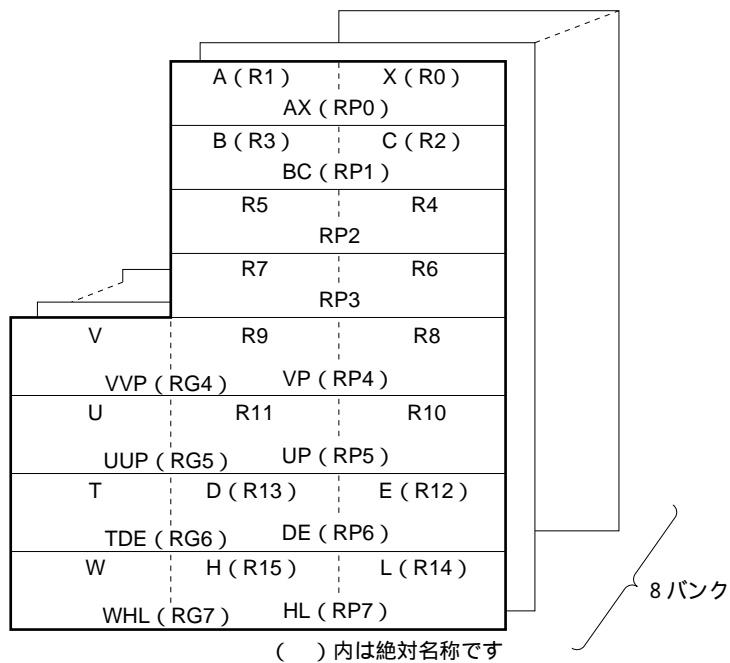 A ( R1 ) X ( R0 )
AX ( RP0 )
B ( R3 ) C ( R2 )
BC ( RP1 )
R5 R4
RP2
R7 R6
RP3
V R9 R8
VVP ( RG4 ) VP ( RP4 )
U R11 R10
UUP ( RG5 ) UP ( RP5 )
T D ( R13 ) E ( R12 )
TDE ( RG6 ) DE ( RP6 )
W H ( R15 ) L ( R14 )
WHL ( RG7 ) HL ( RP7 )
8 バンク
(　) 内は絶対名称です